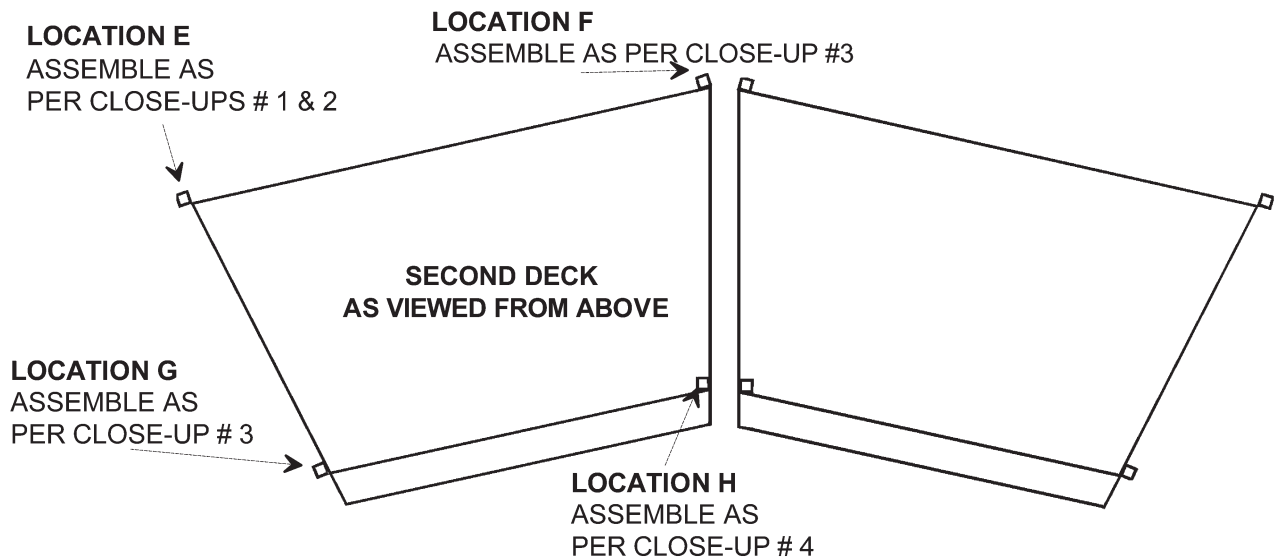 LOCATION E
ASSEMBLE AS
PER CLOSE-UPS # 1 & 2
LOCATION F
ASSEMBLE AS PER CLOSE-UP #3
SECOND DECK
AS VIEWED FROM ABOVE
LOCATION G
ASSEMBLE AS
PER CLOSE-UP # 3
LOCATION H
ASSEMBLE AS
PER CLOSE-UP # 4